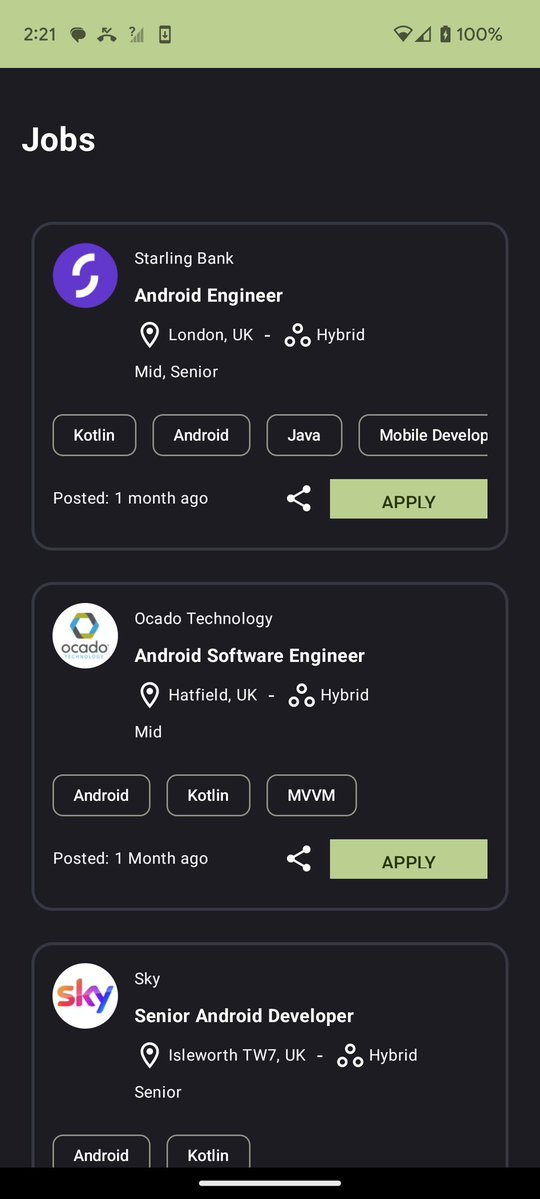 2:21 ? 100%
Jobs
Starling Bank
Android Engineer
London, UK - Hybrid
Mid, Senior
Kotlin Android Java Mobile Develop
Posted: 1 month ago APPLY
ocado
TECHNOLOGY
Ocado Technology
Android Software Engineer
Hatfield, UK - Hybrid
Mid
Android Kotlin MVVM
Posted: 1 Month ago APPLY
sky
Sky
Senior Android Developer
Isleworth TW7, UK - Hybrid
Senior
Android Kotlin